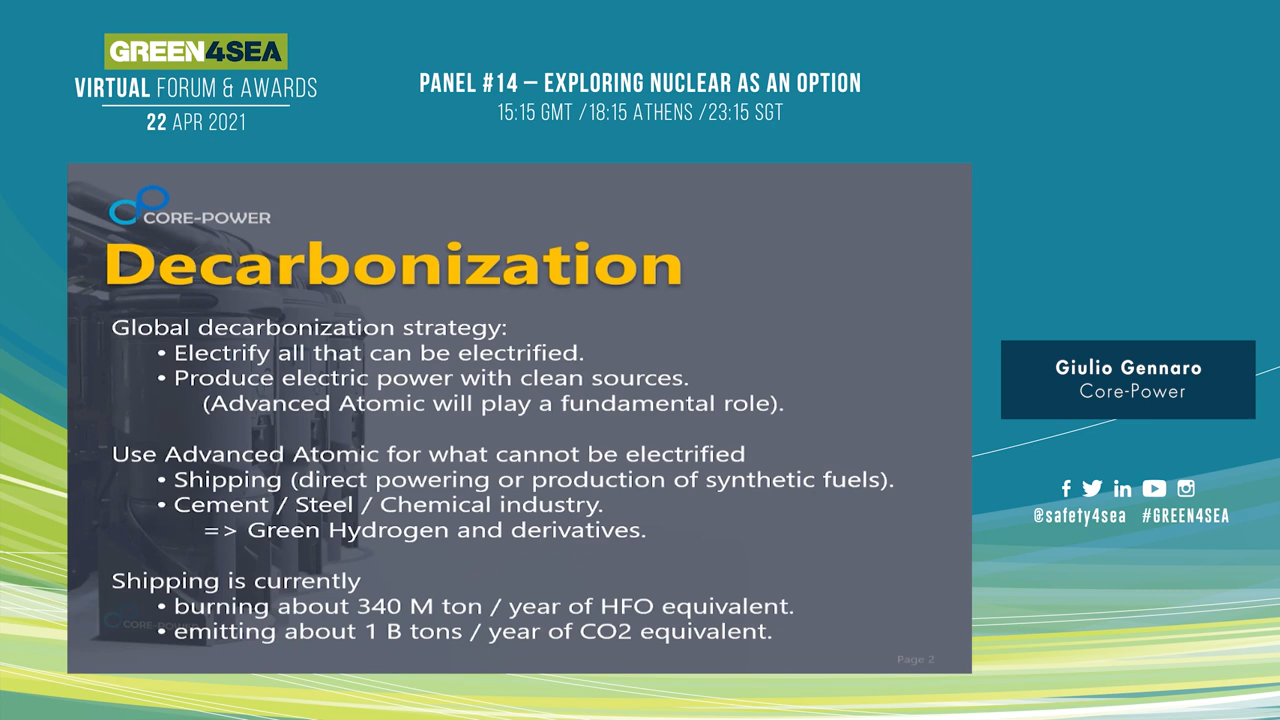 GREEN4SEA
VIRTUAL FORUM & AWARDS
22 APR 2021
PANEL #14 – EXPLORING NUCLEAR AS AN OPTION
15:15 GMT /18:15 ATHENS /23:15 SGT
CORE-POWER
Decarbonization
Global decarbonization strategy:
• Electrify all that can be electrified.
• Produce electric power with clean sources.
(Advanced Atomic will play a fundamental role).
Use Advanced Atomic for what cannot be electrified
• Shipping (direct powering or production of synthetic fuels).
• Cement / Steel / Chemical industry.
=> Green Hydrogen and derivatives.
Shipping is currently
• burning about 340 M ton / year of HFO equivalent.
• emitting about 1 B tons / year of CO2 equivalent.
CORE-POWER
Page 2
Giulio Gennaro
Core-Power
@safety4sea #GREEN4SEA